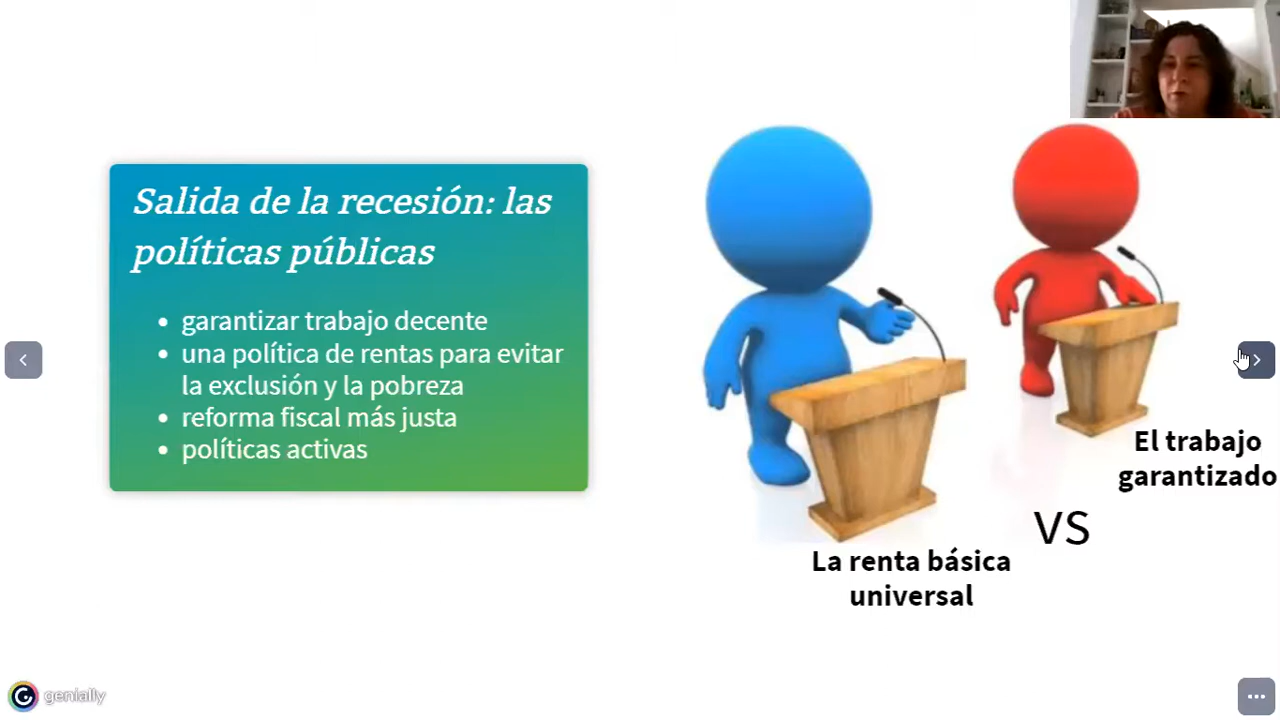 Salida de la recesión: las
políticas públicas
• garantizar trabajo decente
• una política de rentas para evitar
la exclusión y la pobreza
• reforma fiscal más justa
• políticas activas
El trabajo
garantizado
VS
La renta básica
universal
genially